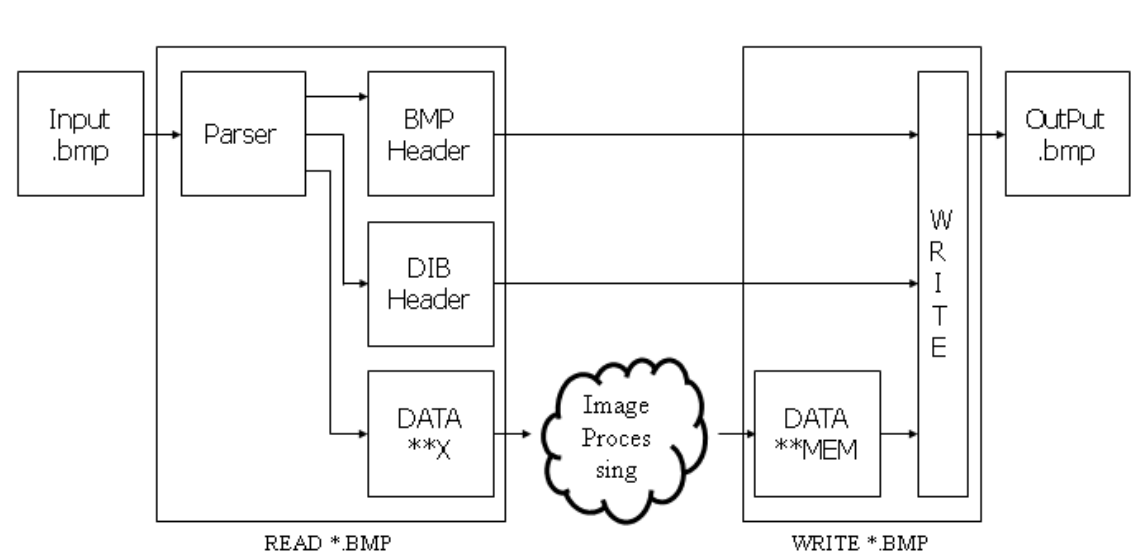 Input
.bmp
Parser
BMP
Header
DIB
Header
DATA
**X
Image
Proces
sing
DATA
**MEM
W
R
I
T
E
OutPut
.bmp
READ *.BMP
WRITE *.BMP